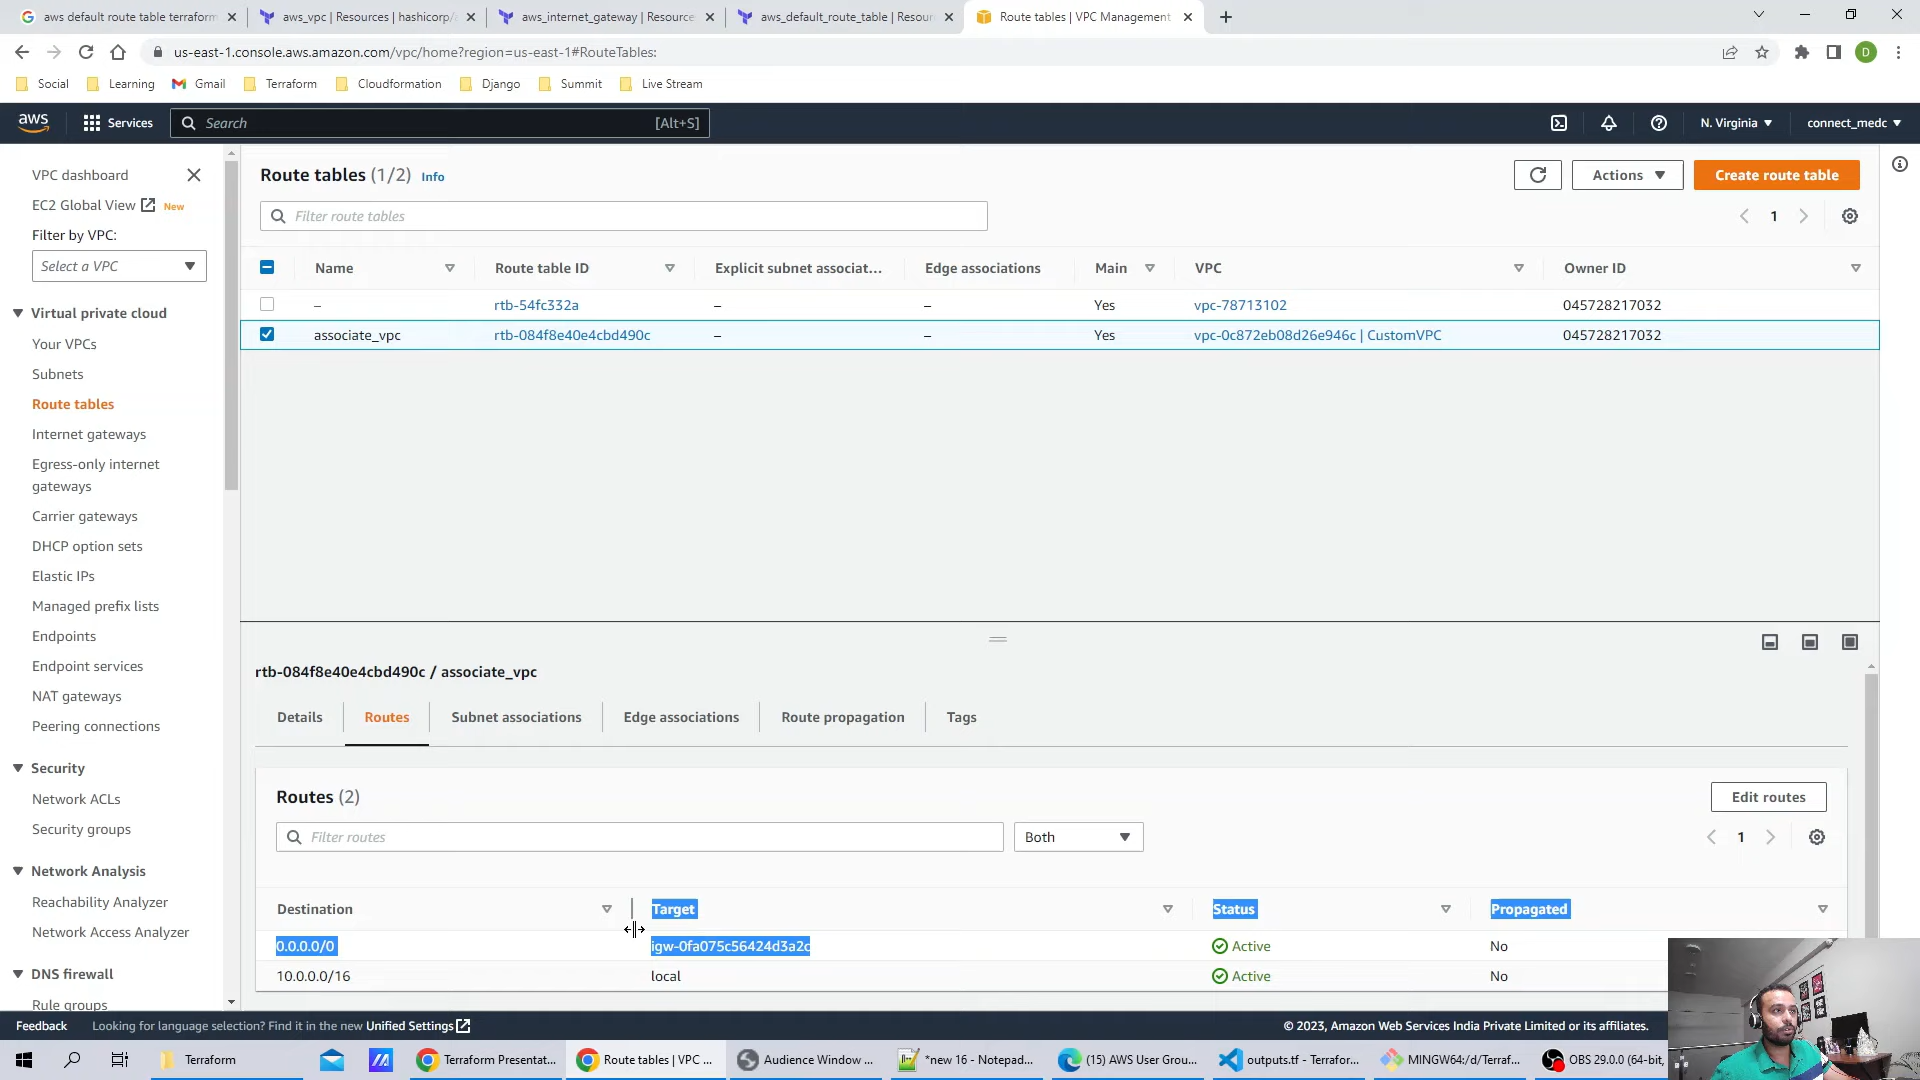 aws default route table terraform
aws_vpc | Resources | hashicorp/a
aws_internet_gateway | Resource
aws_default_route_table | Resour
Route tables | VPC Management
us-east-1.console.aws.amazon.com/vpc/home?region=us-east-1#RouteTables:
D
Social
Learning
Gmail
Terraform
Cloudformation
Django
Summit
Live Stream
aws
Services
Search
[Alt+S]
N. Virginia
connect_medc
VPC dashboard
EC2 Global View New
Filter by VPC:
Select a VPC
Virtual private cloud
Your VPCs
Subnets
Route tables
Internet gateways
Egress-only internet
gateways
Carrier gateways
DHCP option sets
Elastic IPs
Managed prefix lists
Endpoints
Endpoint services
NAT gateways
Peering connections
Security
Network ACLs
Security groups
Network Analysis
Reachability Analyzer
Network Access Analyzer
DNS firewall
Rule groups
Route tables (1/2) Info
Actions
Create route table
Filter route tables
1
Name Route table ID Explicit subnet associat... Edge associations Main VPC Owner ID
– rtb-54fc332a – – Yes vpc-78713102 045728217032
associate_vpc rtb-084f8e40e4cbd490c – – Yes vpc-0c872eb08d26e946c | CustomVPC 045728217032
rtb-084f8e40e4cbd490c / associate_vpc
Details Routes Subnet associations Edge associations Route propagation Tags
Routes (2)
Edit routes
Filter routes
Both
1
Destination Target Status Propagated
0.0.0.0/0 igw-0fa075c56424d3a2c Active No
10.0.0.0/16 local Active No
Feedback Looking for language selection? Find it in the new Unified Settings
© 2023, Amazon Web Services India Private Limited or its affiliates.
Terraform
Terraform Presentat...
Route tables | VPC ...
Audience Window ...
*new 16 - Notepad...
(15) AWS User Grou...
outputs.tf - Terrafor...
MINGW64:/d/Terraf...
OBS 29.0.0 (64-bit,